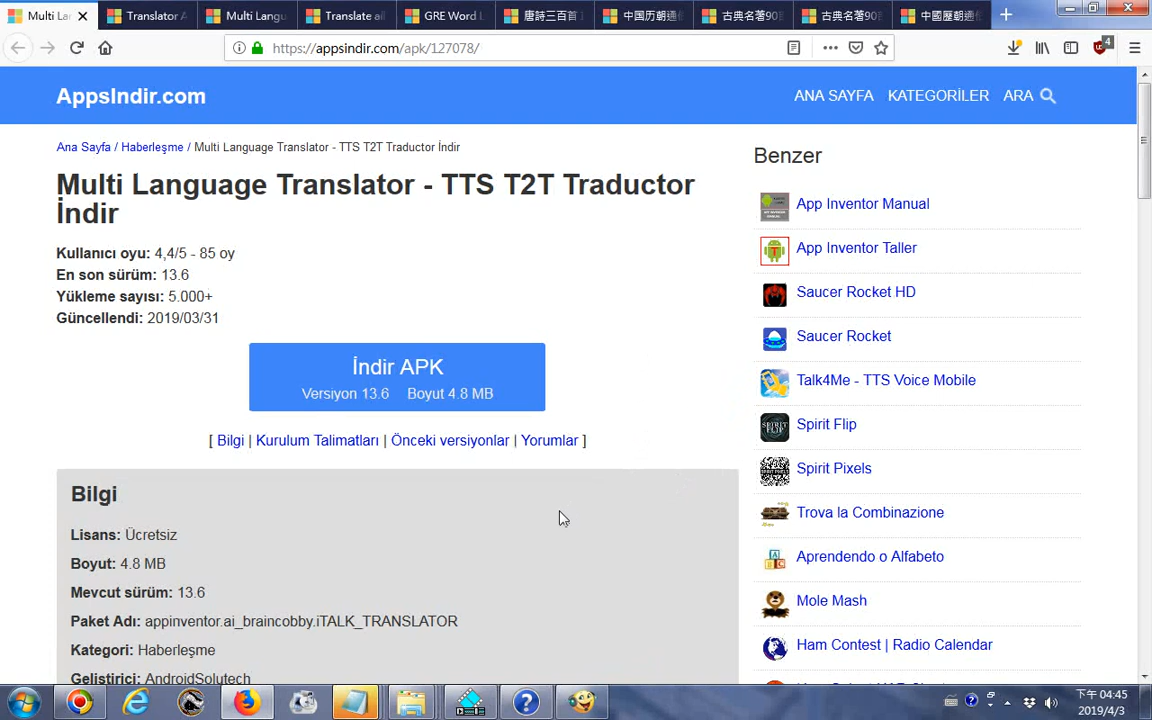 Multi La
Translator A
Multi Langu
Translate ai
GRE Word L
唐詩三百首
中国历朝通
古典名著90
古典名著90
中國歷朝通
https://appsindir.com/apk/127078/
4
AppsIndir.com
ANA SAYFA KATEGORİLER ARA
Ana Sayfa / Haberleşme / Multi Language Translator - TTS T2T Traductor İndir
Multi Language Translator - TTS T2T Traductor
İndir
Kullanıcı oyu: 4,4/5 - 85 oy
En son sürüm: 13.6
Yükleme sayısı: 5.000+
Güncellendi: 2019/03/31
İndir APK
Versiyon 13.6 Boyut 4.8 MB
[ Bilgi | Kurulum Talimatları | Önceki versiyonlar | Yorumlar ]
Bilgi
Lisans: Ücretsiz
Boyut: 4.8 MB
Mevcut sürüm: 13.6
Paket Adı: appinventor.ai_braincobby.iTALK_TRANSLATOR
Kategori: Haberleşme
Geliştirici: AndroidSolutech
Benzer
App Inventor Manual
App Inventor Taller
Saucer Rocket HD
Saucer Rocket
Talk4Me - TTS Voice Mobile
Spirit Flip
Spirit Pixels
Trova la Combinazione
Aprendendo o Alfabeto
Mole Mash
Ham Contest | Radio Calendar
下午 04:45
2019/4/3